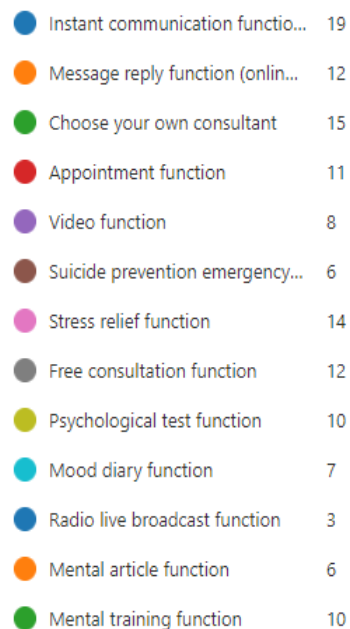 Instant communication functio... 19
Message reply function (onlin... 12
Choose your own consultant 15
Appointment function 11
Video function 8
Suicide prevention emergency... 6
Stress relief function 14
Free consultation function 12
Psychological test function 10
Mood diary function 7
Radio live broadcast function 3
Mental article function 6
Mental training function 10